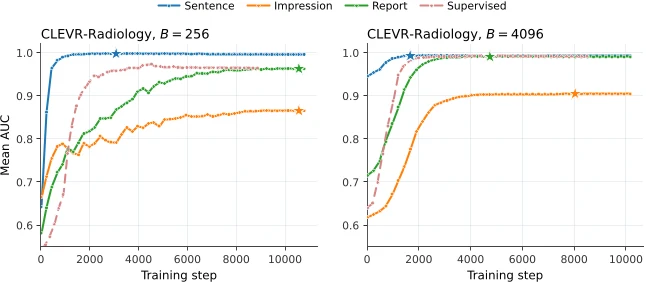 Sentence Impression Report Supervised
CLEVR-Radiology, B = 256
CLEVR-Radiology, B = 4096
Mean AUC
1.0
0.9
0.8
0.7
0.6
0 2000 4000 6000 8000 10000
Training step
1.0
0.9
0.8
0.7
0.6
0 2000 4000 6000 8000 10000
Training step